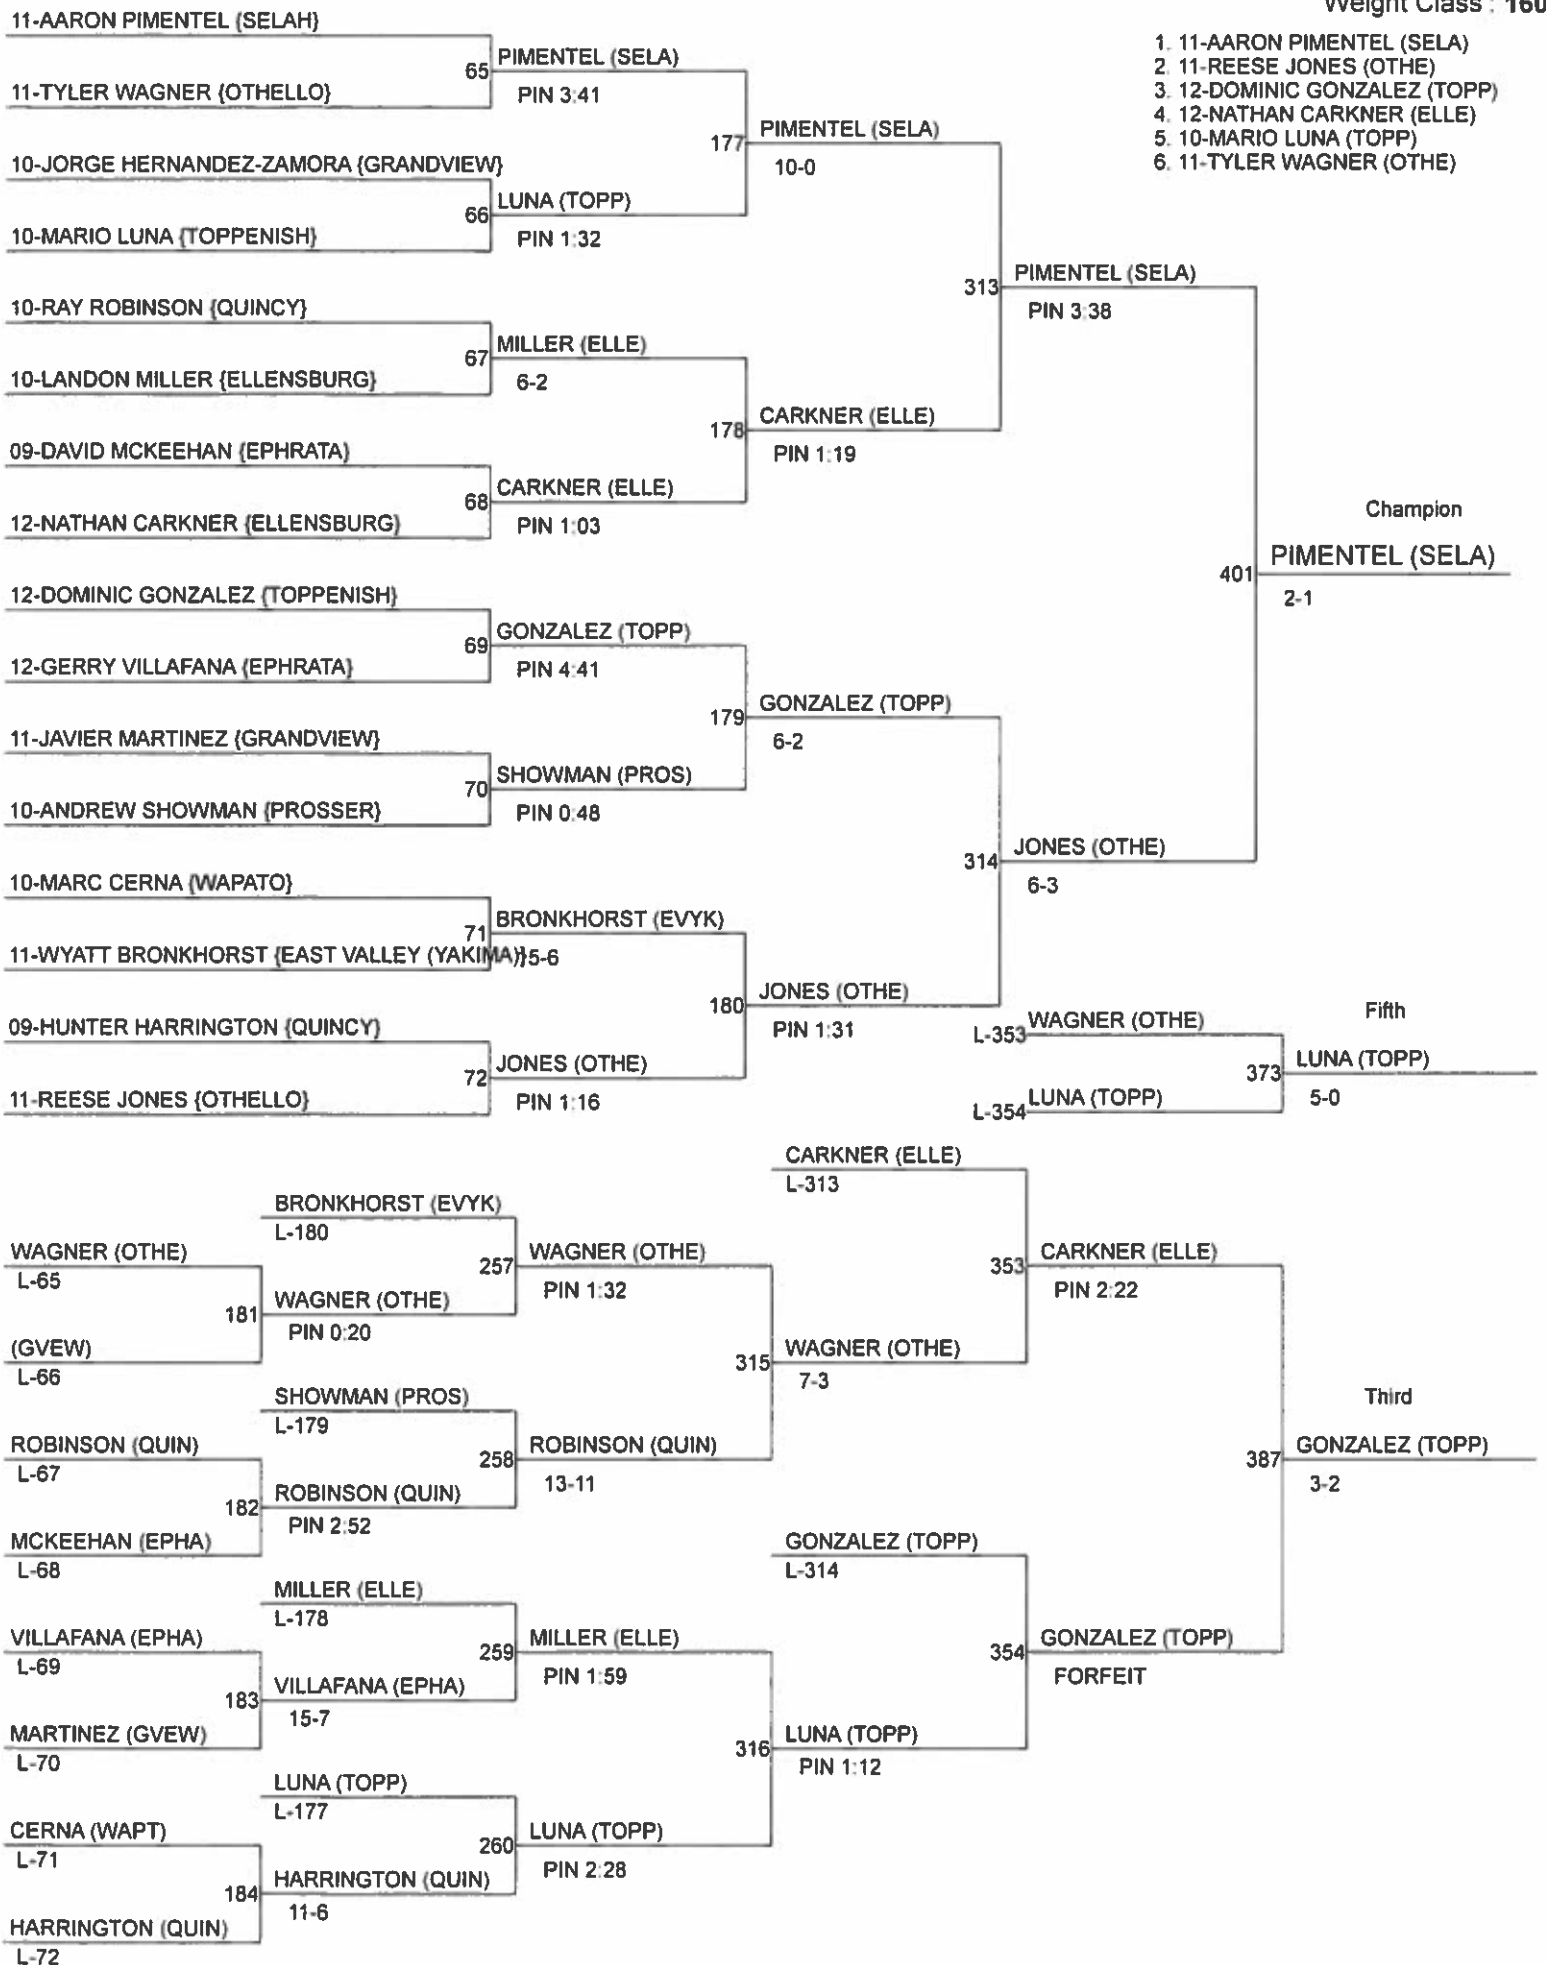 Weight Class : 160
1. 11-AARON PIMENTEL (SELA)
2. 11-REESE JONES (OTHE)
3. 12-DOMINIC GONZALEZ (TOPP)
4. 12-NATHAN CARKNER (ELLE)
5. 10-MARIO LUNA (TOPP)
6. 11-TYLER WAGNER (OTHE)
11-AARON PIMENTEL {SELAH}
65 PIMENTEL (SELA)
11-TYLER WAGNER {OTHELLO}
PIN 3:41
177 PIMENTEL (SELA)
10-0
10-JORGE HERNANDEZ-ZAMORA {GRANDVIEW}
66 LUNA (TOPP)
10-MARIO LUNA {TOPPENISH}
PIN 1:32
313 PIMENTEL (SELA)
PIN 3:38
10-RAY ROBINSON {QUINCY}
67 MILLER (ELLE)
10-LANDON MILLER {ELLENSBURG}
6-2
178 CARKNER (ELLE)
PIN 1:19
09-DAVID MCKEEHAN {EPHRATA}
68 CARKNER (ELLE)
12-NATHAN CARKNER {ELLENSBURG}
PIN 1:03
Champion
401 PIMENTEL (SELA)
2-1
12-DOMINIC GONZALEZ {TOPPENISH}
69 GONZALEZ (TOPP)
12-GERRY VILLAFANA {EPHRATA}
PIN 4:41
179 GONZALEZ (TOPP)
6-2
11-JAVIER MARTINEZ {GRANDVIEW}
70 SHOWMAN (PROS)
10-ANDREW SHOWMAN {PROSSER}
PIN 0:48
314 JONES (OTHE)
6-3
10-MARC CERNA {WAPATO}
71 BRONKHORST (EVYK)
11-WYATT BRONKHORST {EAST VALLEY (YAKIMA)}
15-6
180 JONES (OTHE)
PIN 1:31
09-HUNTER HARRINGTON {QUINCY}
72 JONES (OTHE)
11-REESE JONES {OTHELLO}
PIN 1:16
Fifth
L-353 WAGNER (OTHE)
373 LUNA (TOPP)
5-0
L-354 LUNA (TOPP)
CARKNER (ELLE)
L-313
BRONKHORST (EVYK)
L-180
WAGNER (OTHE)
L-65
257 WAGNER (OTHE)
PIN 1:32
353 CARKNER (ELLE)
PIN 2:22
181 WAGNER (OTHE)
PIN 0:20
(GVEW)
L-66
315 WAGNER (OTHE)
7-3
SHOWMAN (PROS)
L-179
Third
ROBINSON (QUIN)
L-67
258 ROBINSON (QUIN)
13-11
387 GONZALEZ (TOPP)
3-2
182 ROBINSON (QUIN)
PIN 2:52
MCKEEHAN (EPHA)
L-68
GONZALEZ (TOPP)
L-314
MILLER (ELLE)
L-178
VILLAFANA (EPHA)
L-69
259 MILLER (ELLE)
PIN 1:59
354 GONZALEZ (TOPP)
FORFEIT
183 VILLAFANA (EPHA)
15-7
MARTINEZ (GVEW)
L-70
316 LUNA (TOPP)
PIN 1:12
LUNA (TOPP)
L-177
CERNA (WAPT)
L-71
260 LUNA (TOPP)
PIN 2:28
184 HARRINGTON (QUIN)
11-6
HARRINGTON (QUIN)
L-72